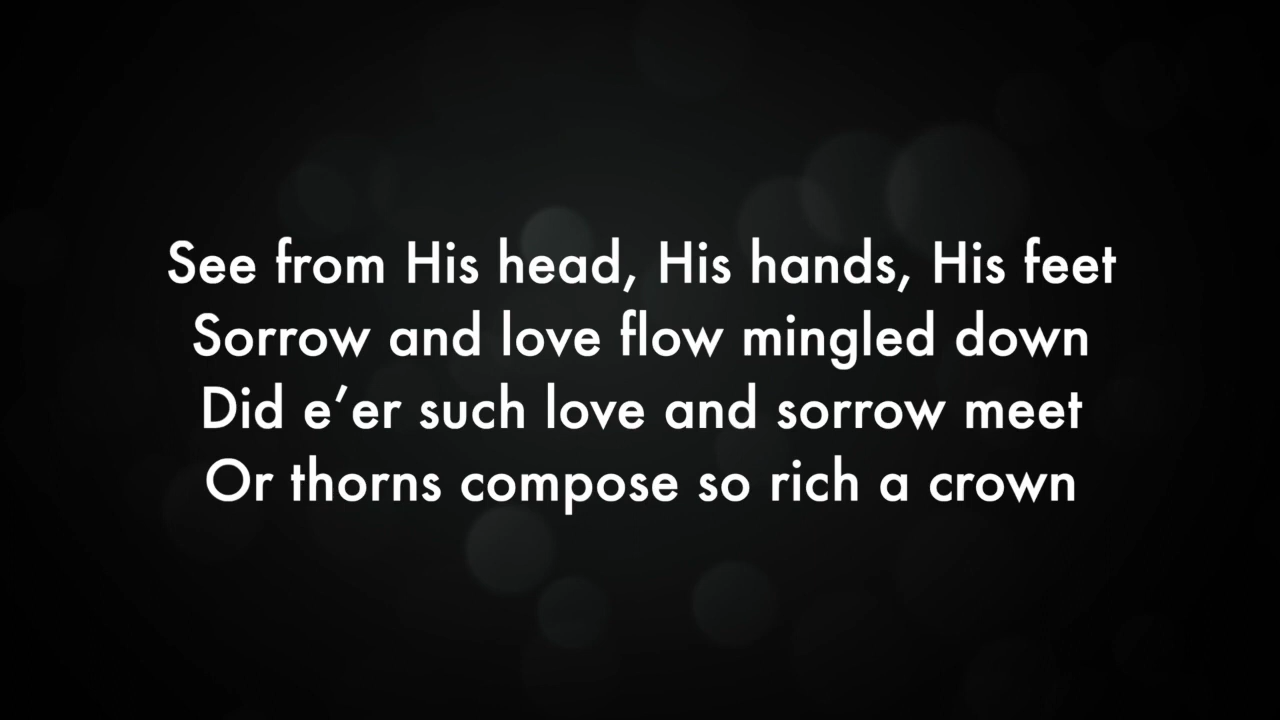 See from His head, His hands, His feet
Sorrow and love flow mingled down
Did e’er such love and sorrow meet
Or thorns compose so rich a crown